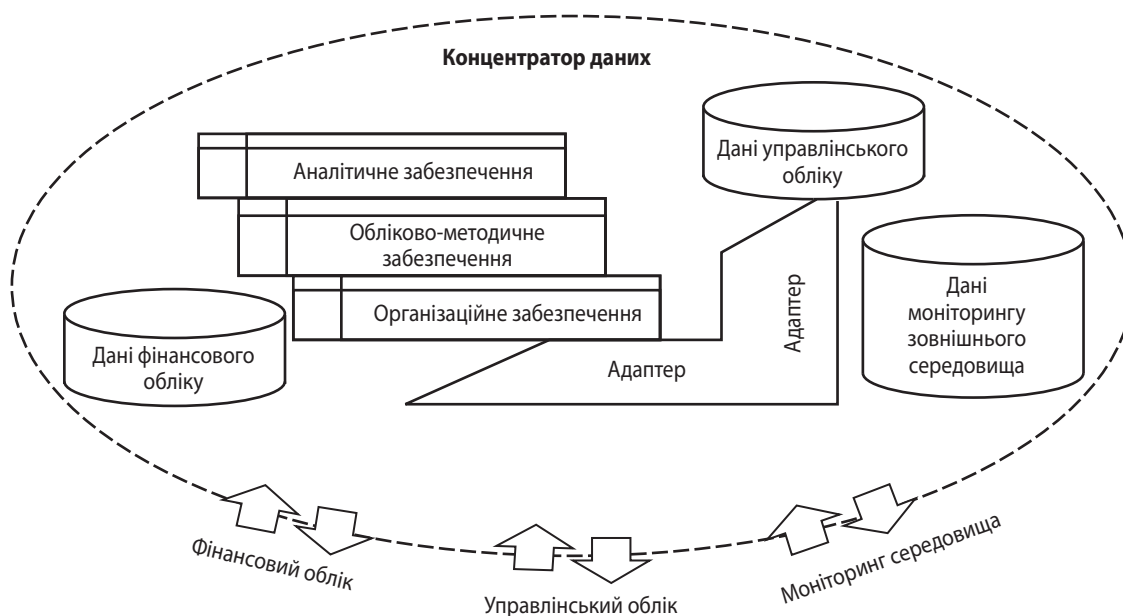 Концентратор даних
Дані управлінського
обліку
Аналітичне забезпечення
Обліково-методичне
забезпечення
Організаційне забезпечення
Дані фінансового
обліку
Адаптер
Адаптер
Дані
моніторингу
зовнішнього
середовища
Фінансовий облік
Управлінський облік
Моніторинг середовища